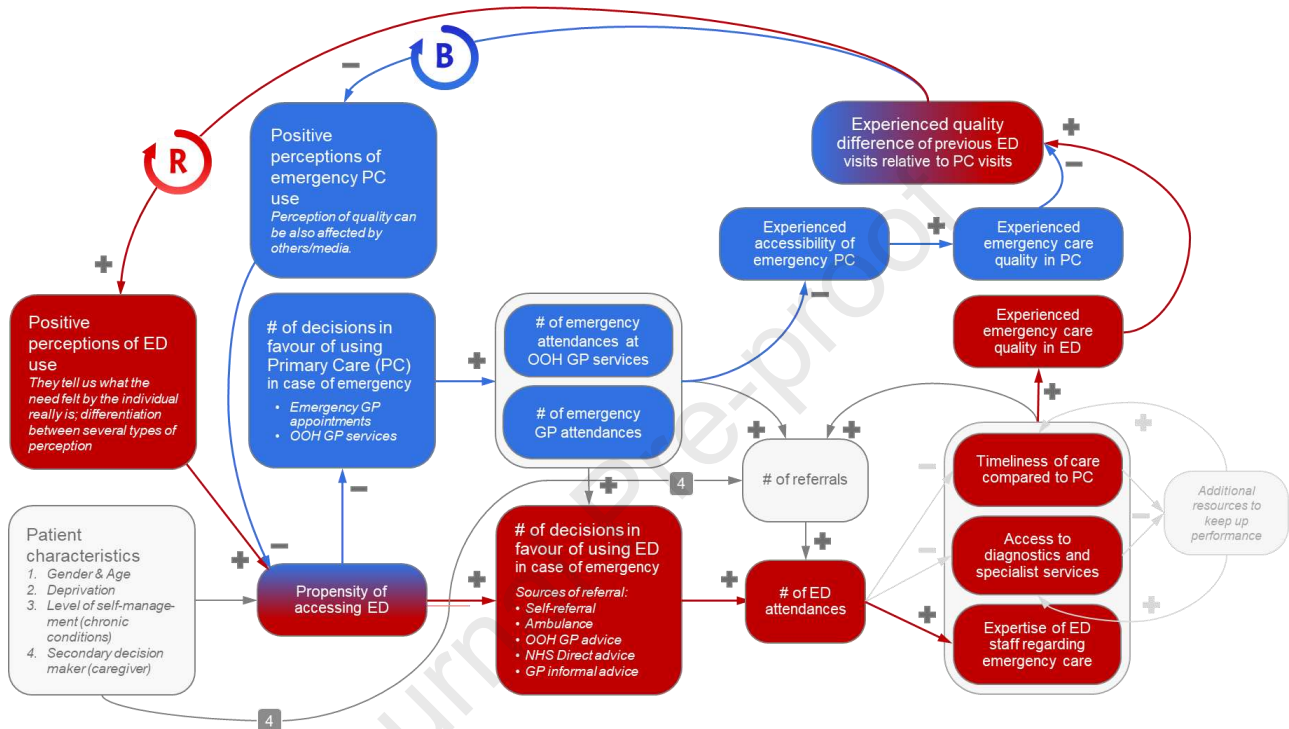 B
R
Positive
perceptions of
emergency PC
use
Perception of quality can
be also affected by
others/media.
Experienced quality
difference of previous ED
visits relative to PC visits
Experienced
accessibility of
emergency PC
Experienced
emergency care
quality in PC
Positive
perceptions of ED
use
They tell us what the
need felt by the individual
really is; differentiation
between several types of
perception
# of decisions in
favour of using
Primary Care (PC)
in case of emergency
• Emergency GP
appointments
• OOH GP services
# of emergency
attendances at
OOH GP services
# of emergency
GP attendances
Experienced
emergency care
quality in ED
# of referrals
4
Timeliness of care
compared to PC
Access to
diagnostics and
specialist services
Expertise of ED
staff regarding
emergency care
Additional
resources to
keep up
performance
Patient
characteristics
1. Gender & Age
2. Deprivation
3. Level of self-manage-
ment (chronic
conditions)
4. Secondary decision
maker (caregiver)
Propensity of
accessing ED
# of decisions in
favour of using ED
in case of emergency
Sources of referral:
• Self-referral
• Ambulance
• OOH GP advice
• NHS Direct advice
• GP informal advice
# of ED
attendances
4
urnal Pre-proof